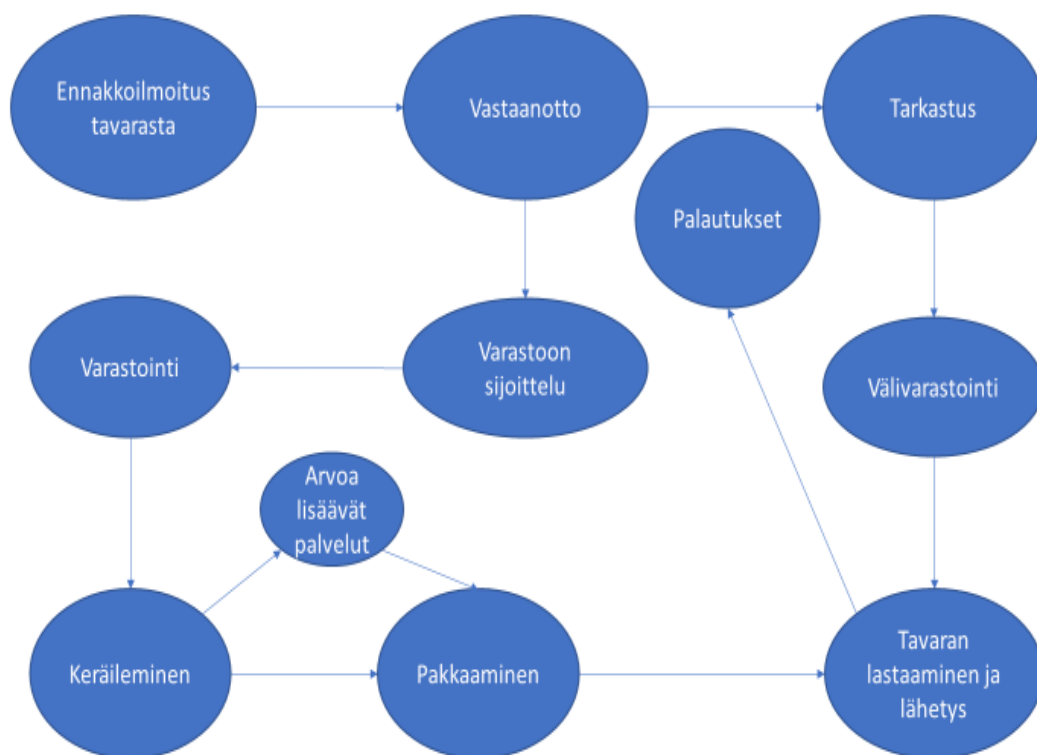 Ennakkoilmoitus
tavarasta
Vastaanotto
Tarkastus
Palautukset
Varastointi
Varastoon
sijoittelu
Välivarastointi
Arvoa
lisäävät
palvelut
Keräileminen
Pakkaaminen
Tavaran
lastaaminen ja
lähetys